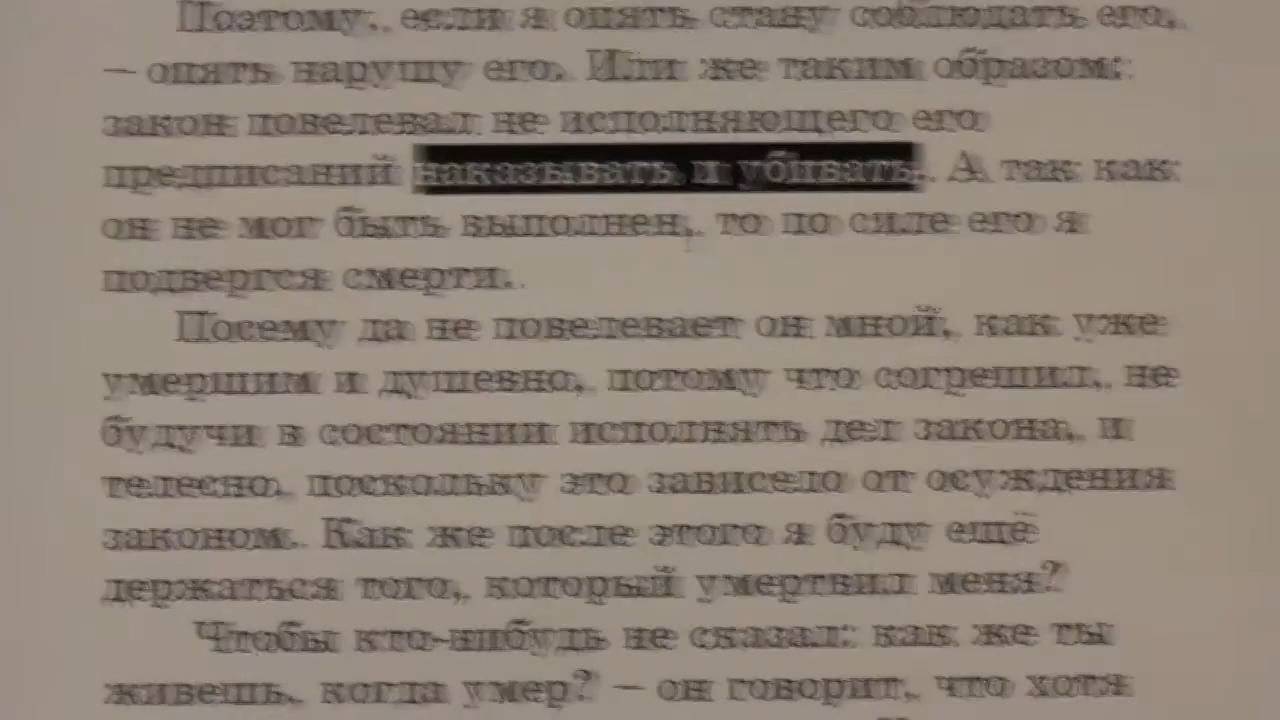 Поэтому, если я опять стану соблюдать его,
— опять нарушу его. Или же таким образом:
закон повелевал не исполняющего его
предписаний наказывать и убивать. А так как
он не мог быть выполнен, то по силе его я
подвергся смерти.
Посему да не повелевает он мной, как уже
умершим и душевно, потому что согрешил, не
будучи в состоянии исполнять дел закона, и
телесно, поскольку это зависело от осуждения
законом. Как же после этого я буду ещё
держаться того, который умертвил меня?
Чтобы кто-нибудь не сказал: как же ты
живешь, когда умер? — он говорит, что хотя